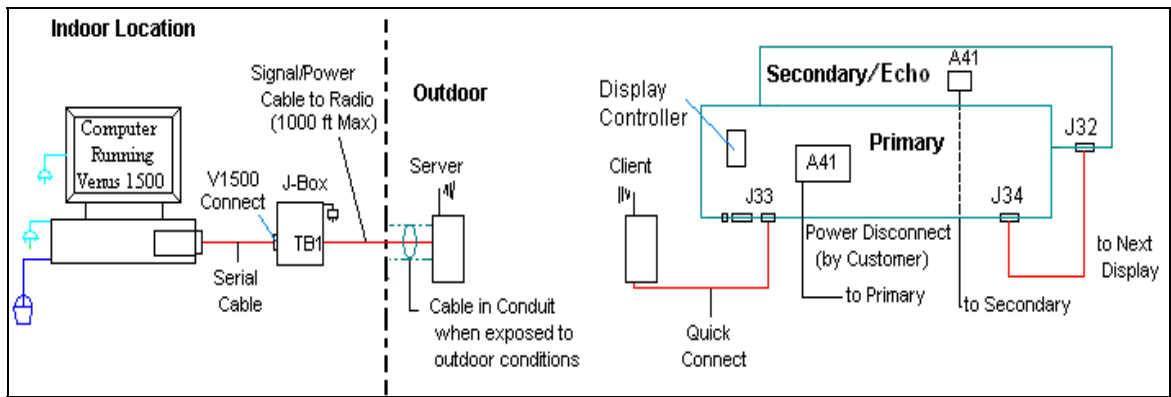 Indoor Location
Signal/Power
Cable to Radio
(1000 ft Max)
Computer
Running
Venus 1500
V1500
Connect
J-Box
TB1
Serial
Cable
Outdoor
Server
Cable in Conduit
when exposed to
outdoor conditions
Client
Display
Controller
Secondary/Echo
A41
Primary
A41
J32
J33
J34
Power Disconnect
(by Customer)
to Primary
to Secondary
to Next
Display
Quick
Connect